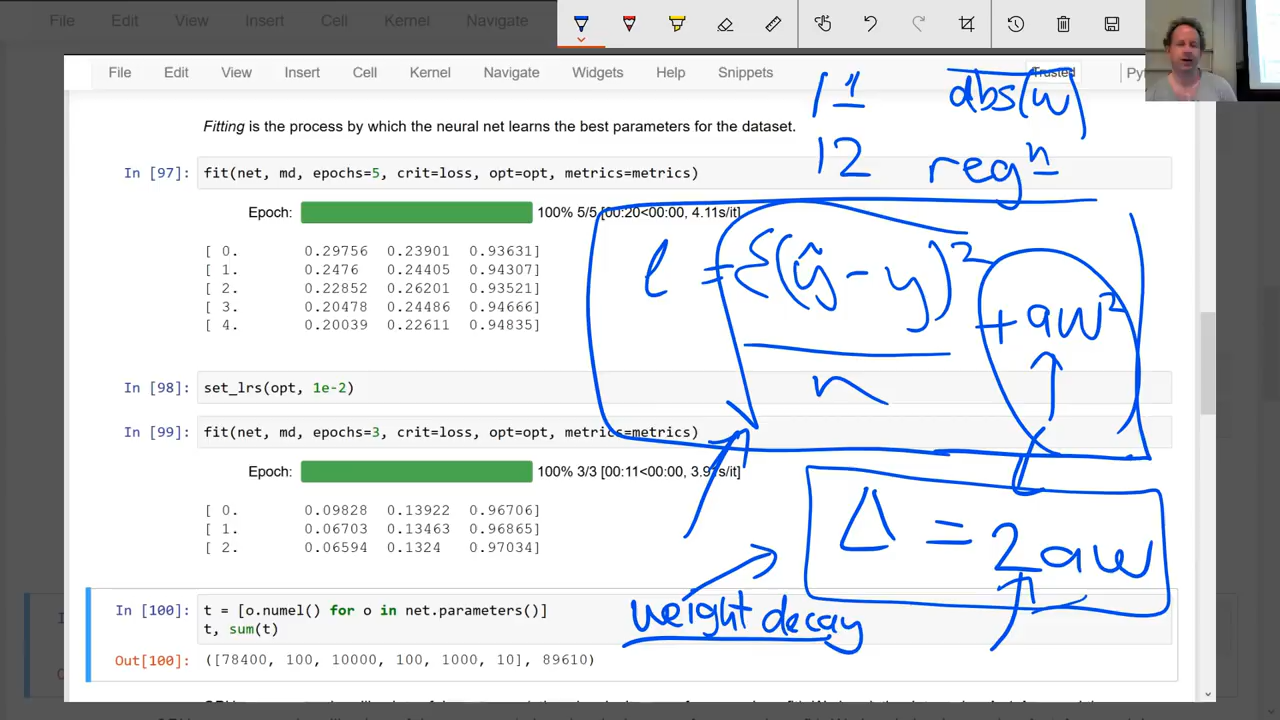 File Edit View Insert Cell Kernel Navigate
File Edit View Insert Cell Kernel Navigate Widgets Help Snippets Trusted
l1 abs(w)
Fitting is the process by which the neural net learns the best parameters for the dataset.
l2 regⁿ
In [97]: fit(net, md, epochs=5, crit=loss, opt=opt, metrics=metrics)
Epoch: 100% 5/5 [00:20<00:00, 4.11s/it]
[ 0. 0.29756 0.23901 0.93631]
[ 1. 0.2476 0.24405 0.94307]
[ 2. 0.22852 0.26201 0.93521]
[ 3. 0.20478 0.24486 0.94666]
[ 4. 0.20039 0.22611 0.94835]
l = Σ(ŷ - y)² + aw²
n
In [98]: set_lrs(opt, 1e-2)
In [99]: fit(net, md, epochs=3, crit=loss, opt=opt, metrics=metrics)
Epoch: 100% 3/3 [00:11<00:00, 3.9
s/it]
[ 0. 0.09828 0.13922 0.96706]
[ 1. 0.06703 0.13463 0.96865]
[ 2. 0.06594 0.1324 0.97034]
Δ = 2aw
weight decay
In [100]: t = [o.numel() for o in net.parameters()]
t, sum(t)
Out[100]: ([78400, 100, 10000, 100, 1000, 10], 89610)